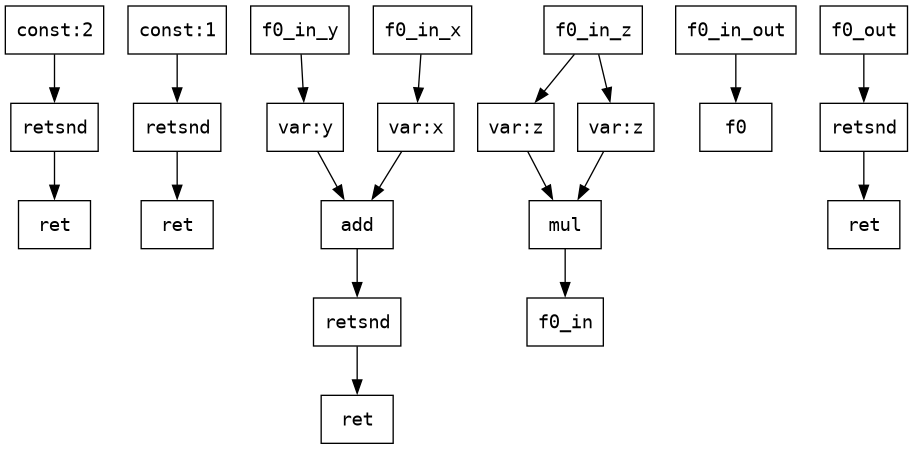 const:2
const:1
f0_in_y
f0_in_x
f0_in_z
f0_in_out
f0_out
retsnd
retsnd
var:y
var:x
var:z
var:z
f0
retsnd
ret
ret
add
mul
ret
retsnd
f0_in
ret